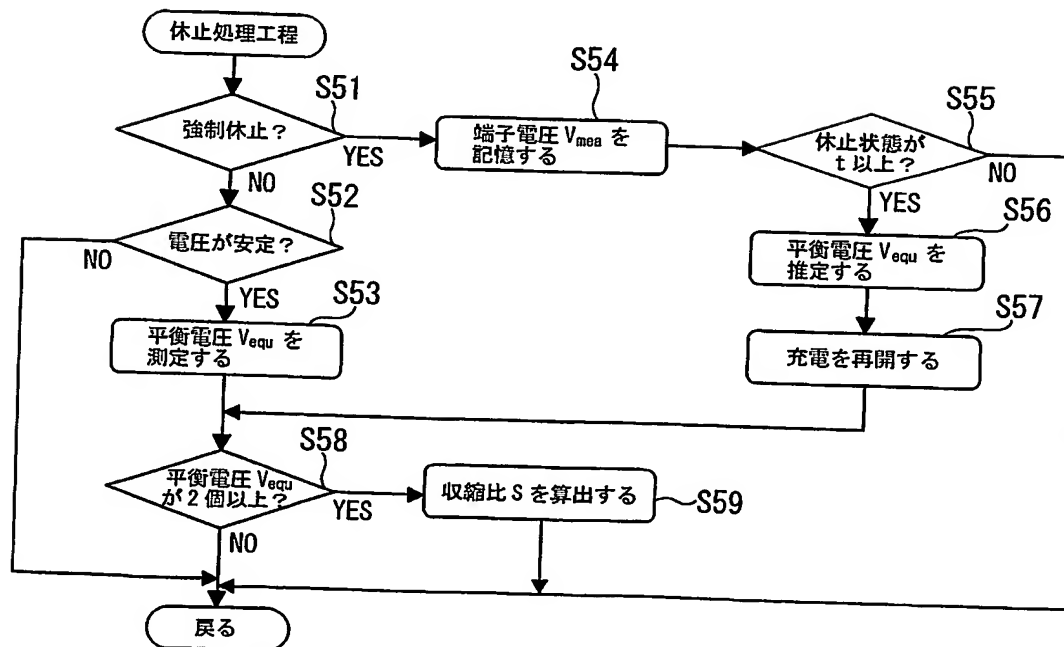 休止処理工程
S51
強制休止?
YES
NO
S54
端子電圧 Vmea を
記憶する
S55
休止状態が
t 以上?
NO
YES
S52
電圧が安定?
NO
YES
S56
平衡電圧 Vequ を
推定する
S53
平衡電圧 Vequ を
測定する
S57
充電を再開する
S58
平衡電圧 Vequ
が 2 個以上?
YES
NO
収縮比 S を算出する
S59
戻る